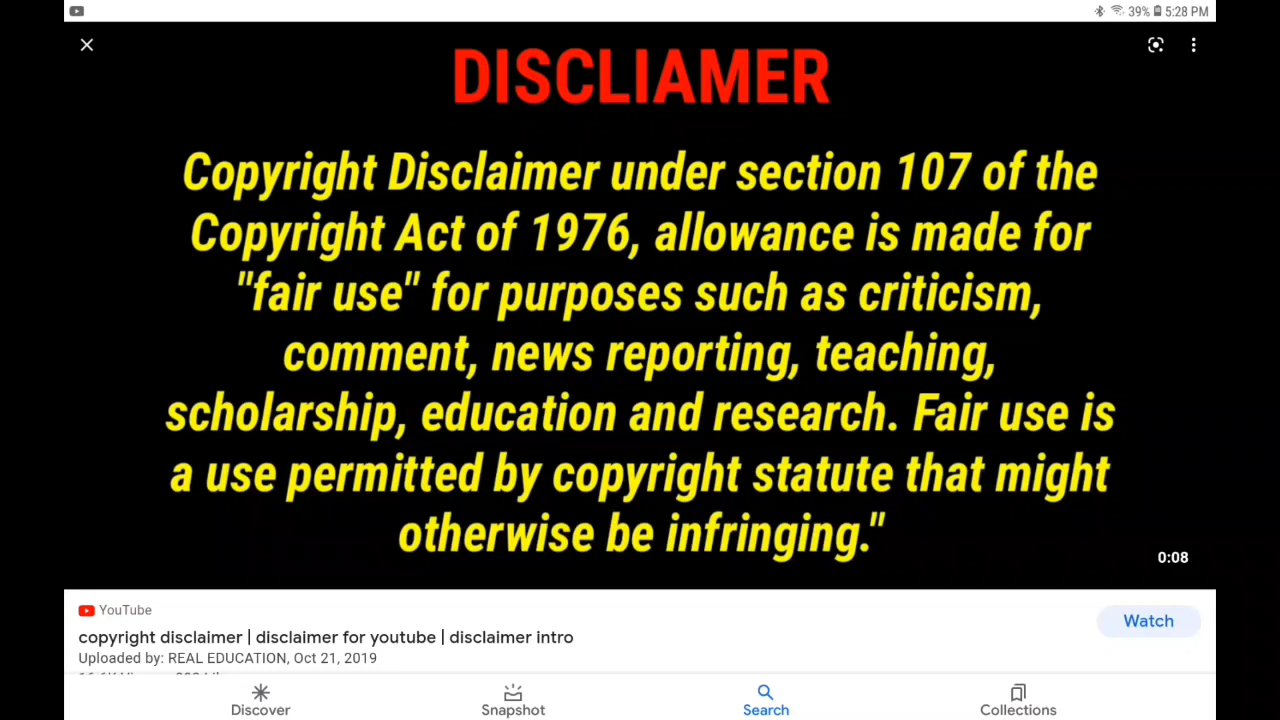 39% 5:28 PM
DISCLIAMER
Copyright Disclaimer under section 107 of the
Copyright Act of 1976, allowance is made for
"fair use" for purposes such as criticism,
comment, news reporting, teaching,
scholarship, education and research. Fair use is
a use permitted by copyright statute that might
otherwise be infringing."
0:08
YouTube
Watch
copyright disclaimer | disclaimer for youtube | disclaimer intro
Uploaded by: REAL EDUCATION, Oct 21, 2019
Discover Snapshot Search Collections